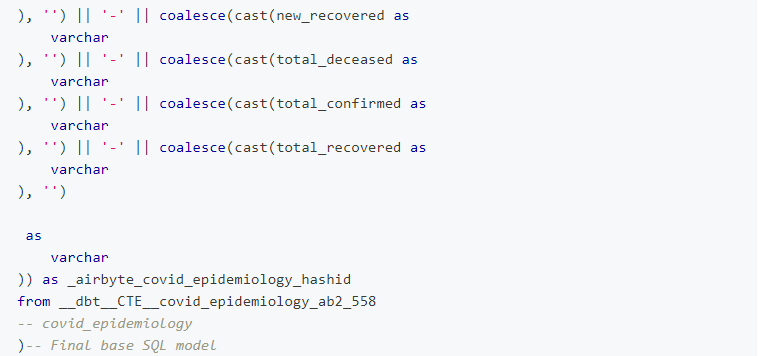 ), '') || '-' || coalesce(cast(new_recovered as
    varchar
), '') || '-' || coalesce(cast(total_deceased as
    varchar
), '') || '-' || coalesce(cast(total_confirmed as
    varchar
), '') || '-' || coalesce(cast(total_recovered as
    varchar
), '')
 as
    varchar
)) as _airbyte_covid_epidemiology_hashid
from __dbt__CTE__covid_epidemiology_ab2_558
-- covid_epidemiology
)-- Final base SQL model